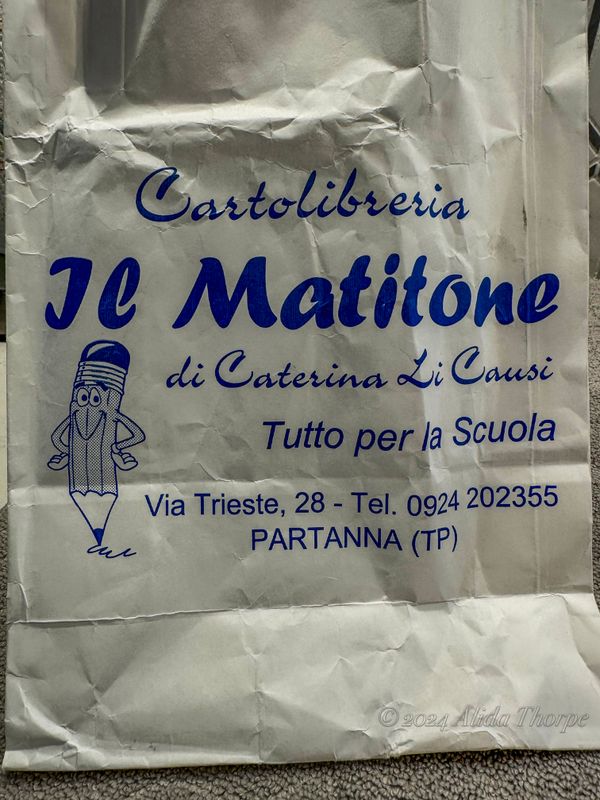 Cartolibreria
Il Matitone
di Caterina Li Causi
Tutto per la Scuola
Via Trieste, 28 - Tel. 0924 202355
PARTANNA (TP)
© 2024 Alida Thorpe